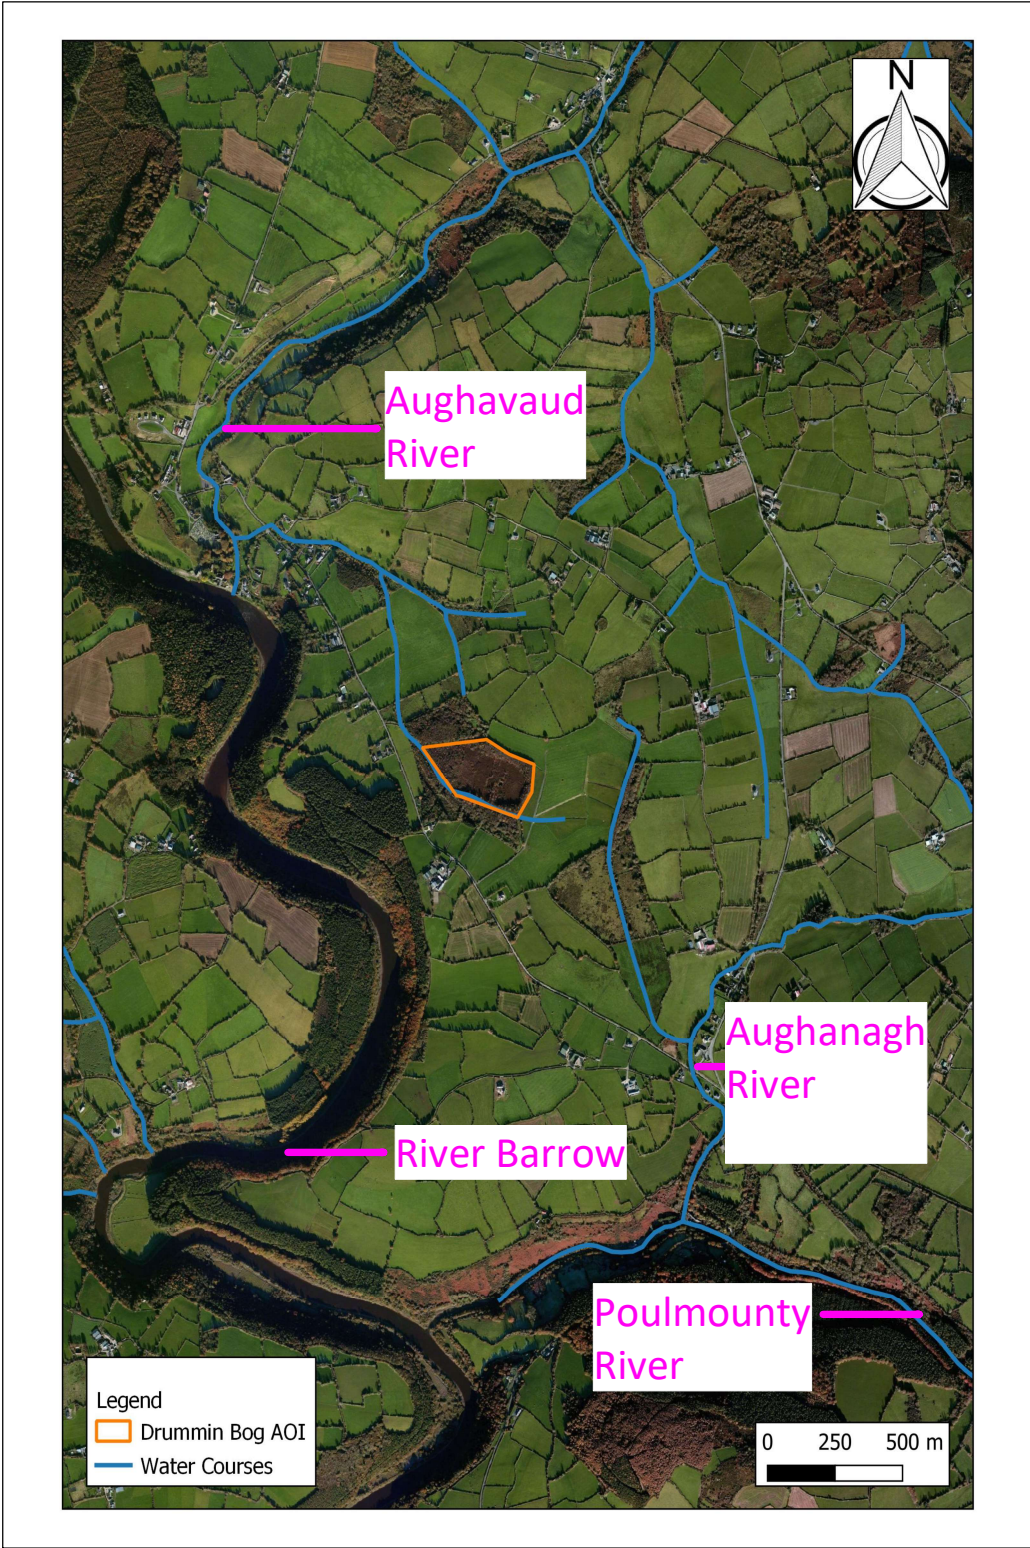 N
Aughavaud
River
Aughanagh
River
River Barrow
Poulmounty
River
Legend
Drummin Bog AOI
Water Courses
0 250 500 m